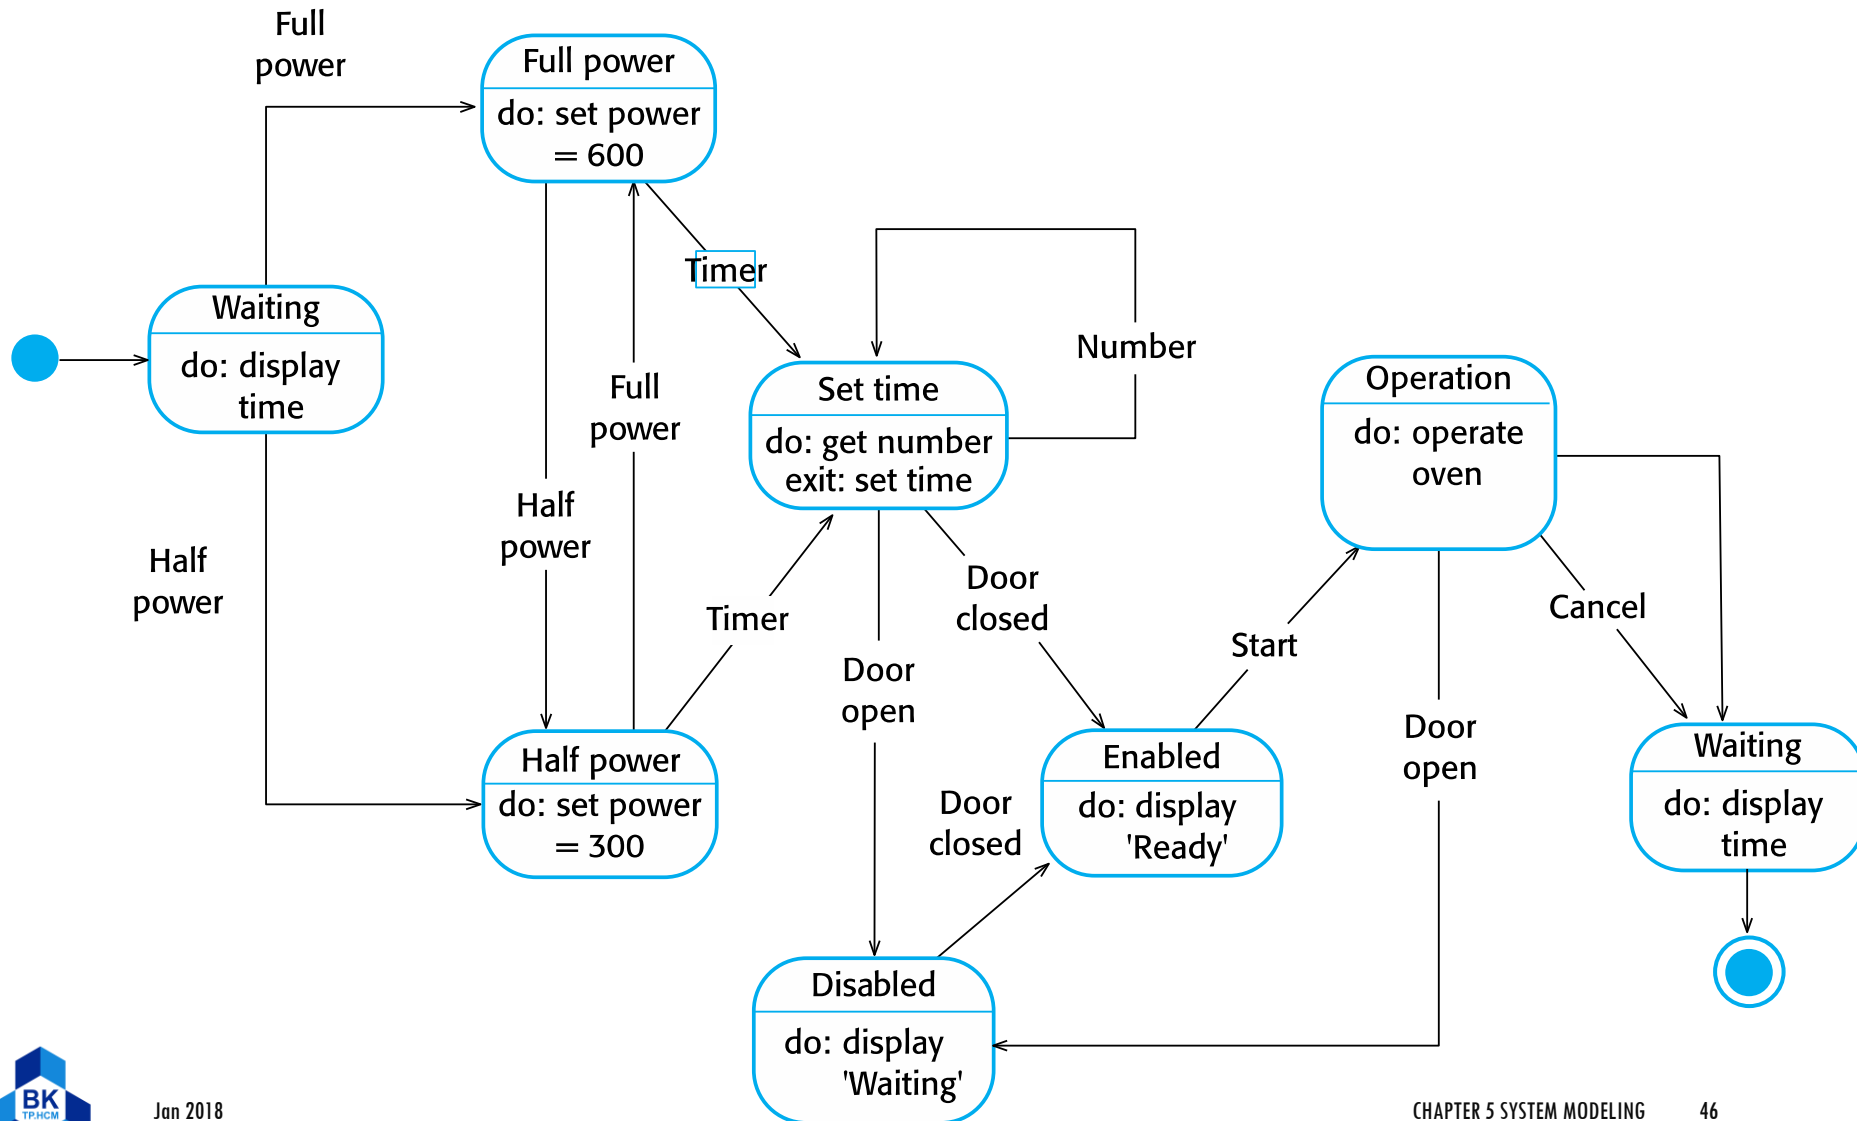 Full
power
Full power
do: set power
= 600
Timer
Waiting
do: display
time
Number
Full
power
Set time
do: get number
exit: set time
Operation
do: operate
oven
Half
power
Half
power
Timer
Door
closed
Door
open
Start
Cancel
Door
open
Half power
do: set power
= 300
Enabled
do: display
'Ready'
Door
closed
Waiting
do: display
time
Disabled
do: display
'Waiting'
BK
TP.HCM
Jan 2018
CHAPTER 5 SYSTEM MODELING
46